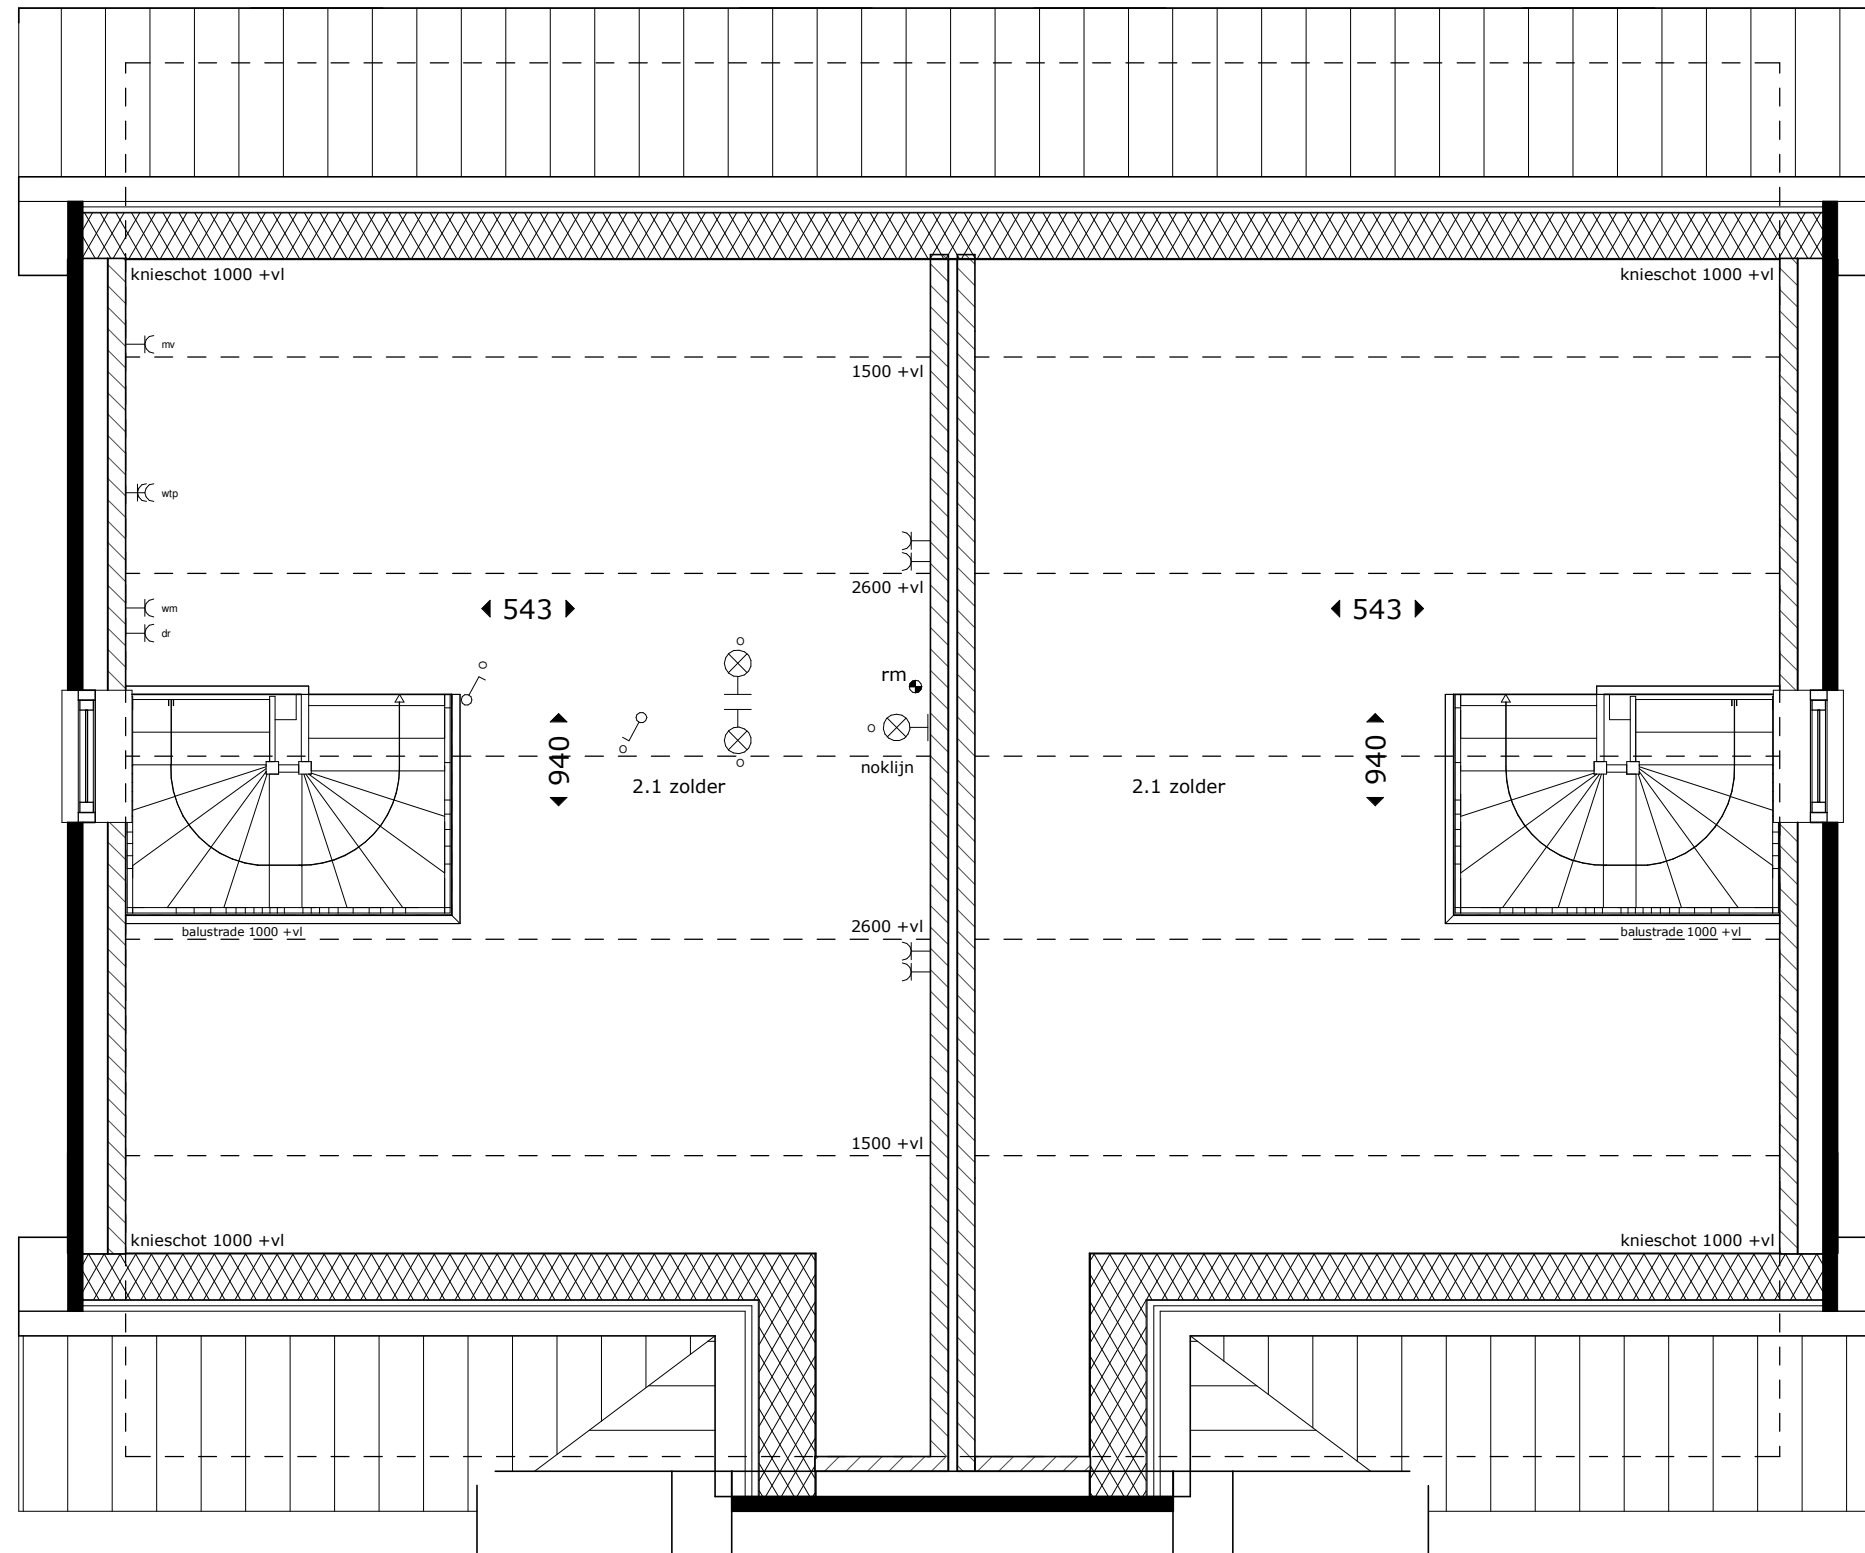 knieschot 1000 +vl
knieschot 1000 +vl
mv
1500 +vl
wtp
2600 +vl
wm
543
543
dr
o
o
rm
o
940
o
o
noklijn
2.1 zolder
2.1 zolder
940
2600 +vl
balustrade 1000 +vl
balustrade 1000 +vl
1500 +vl
knieschot 1000 +vl
knieschot 1000 +vl